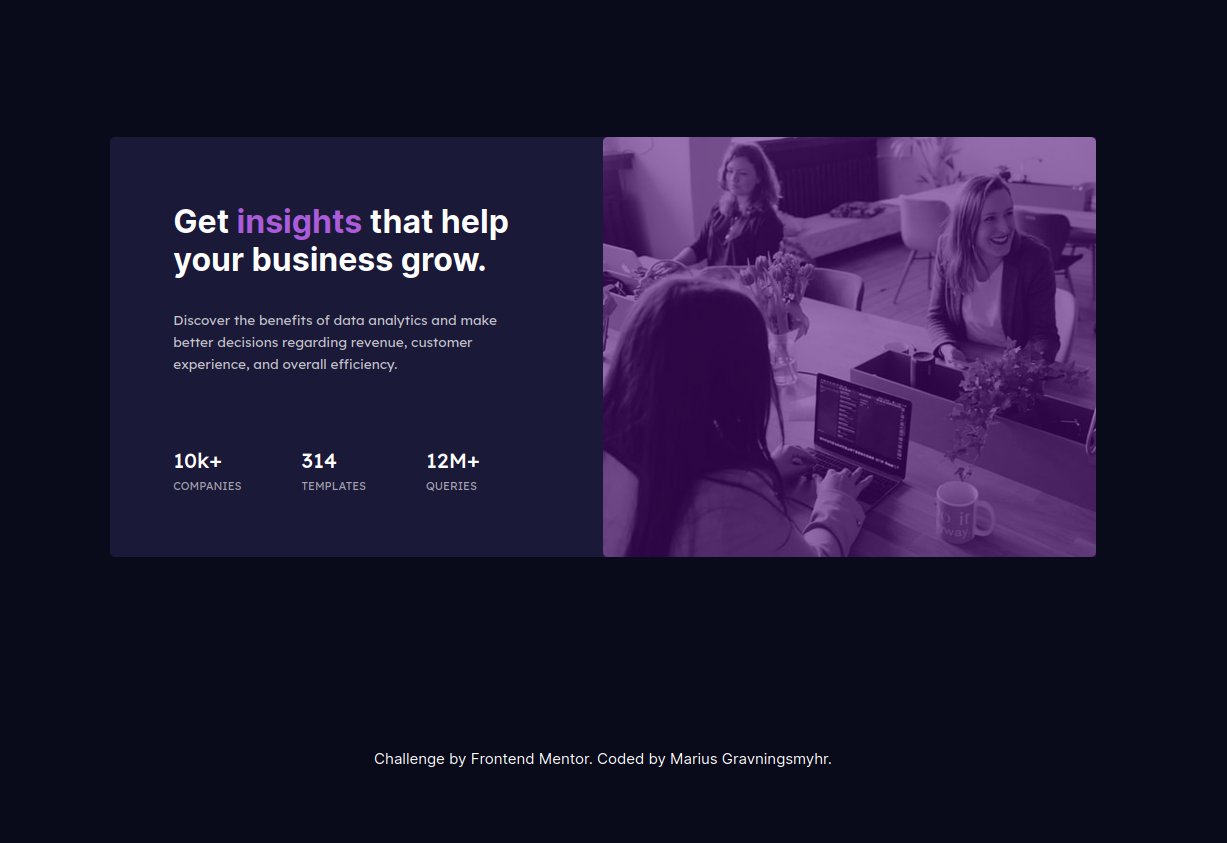 Get insights that help
your business grow.
Discover the benefits of data analytics and make
better decisions regarding revenue, customer
experience, and overall efficiency.
10k+ 314 12M+
COMPANIES TEMPLATES QUERIES
it
way.
Challenge by Frontend Mentor. Coded by Marius Gravningsmyhr.